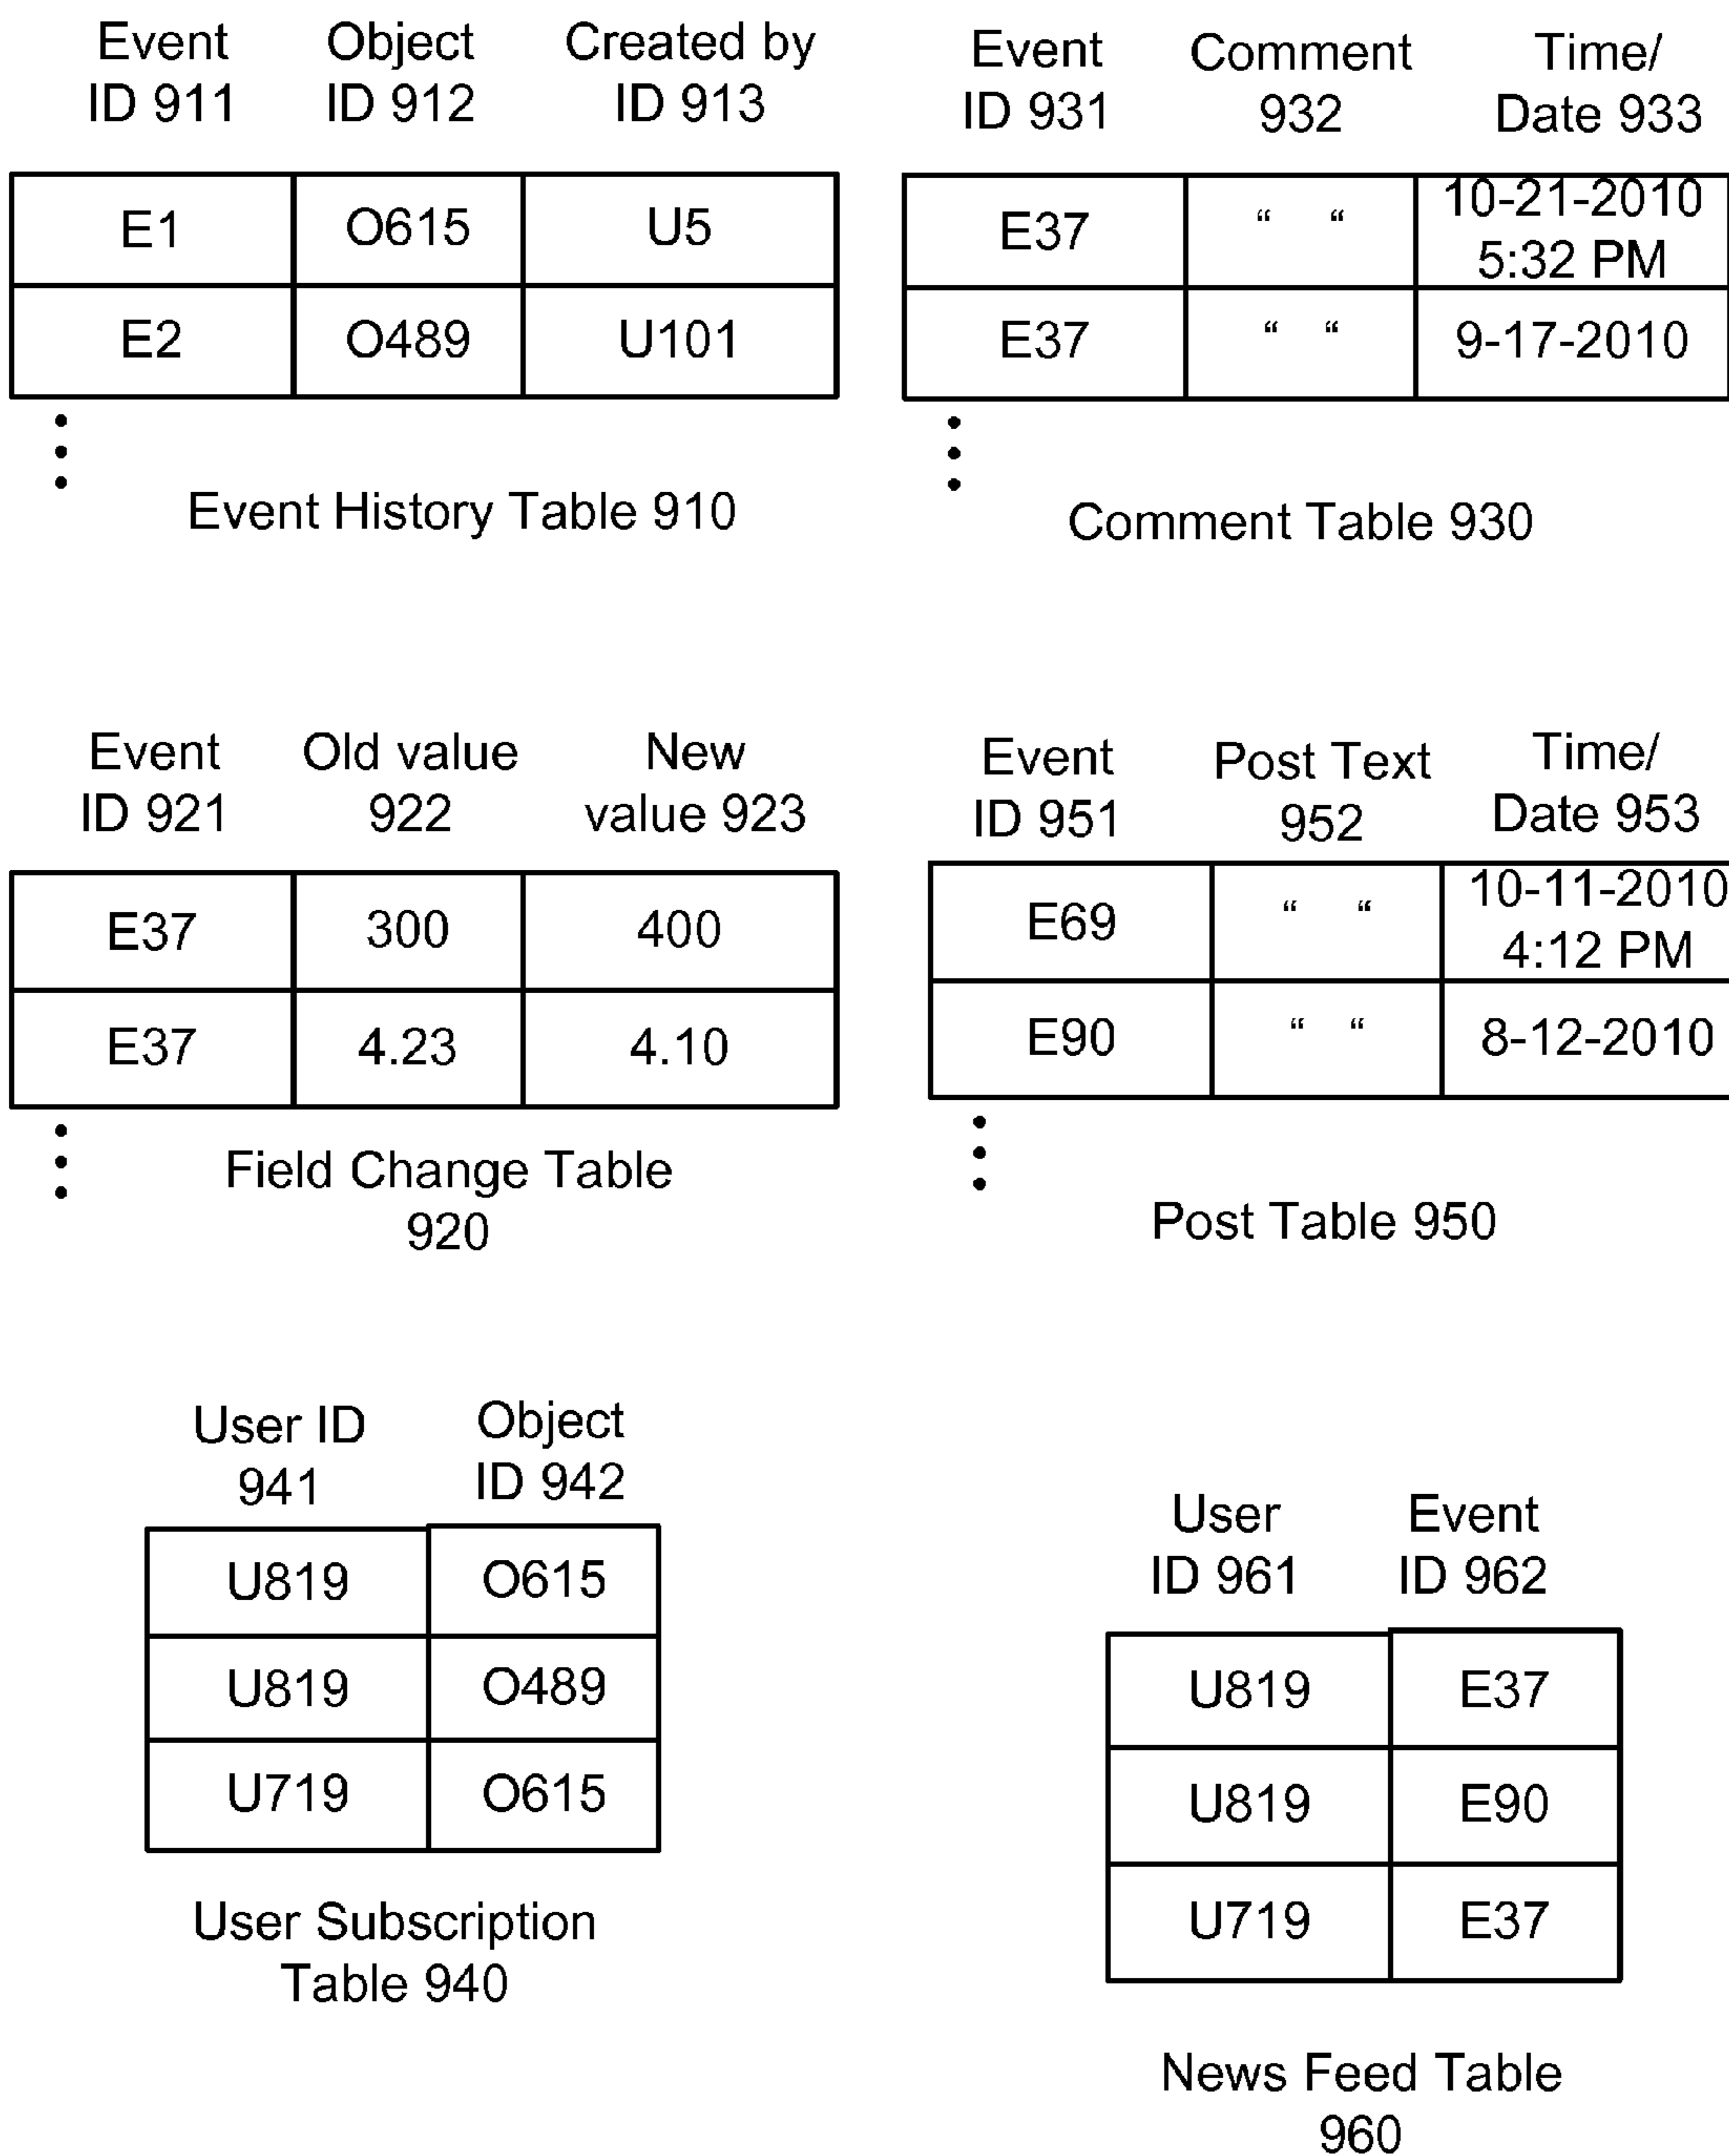 Event Object Created by
ID 911 ID 912 ID 913
E1 O615 U5
E2 O489 U101
Event History Table 910
Event Comment Time/
ID 931 932 Date 933
E37 “ “ 10-21-2010
5:32 PM
E37 “ “ 9-17-2010
Comment Table 930
Event Old value New
ID 921 922 value 923
E37 300 400
E37 4.23 4.10
Field Change Table
920
Event Post Text Time/
ID 951 952 Date 953
E69 “ “ 10-11-2010
4:12 PM
E90 “ “ 8-12-2010
Post Table 950
User ID Object
941 ID 942
U819 O615
U819 O489
U719 O615
User Subscription
Table 940
User Event
ID 961 ID 962
U819 E37
U819 E90
U719 E37
News Feed Table
960